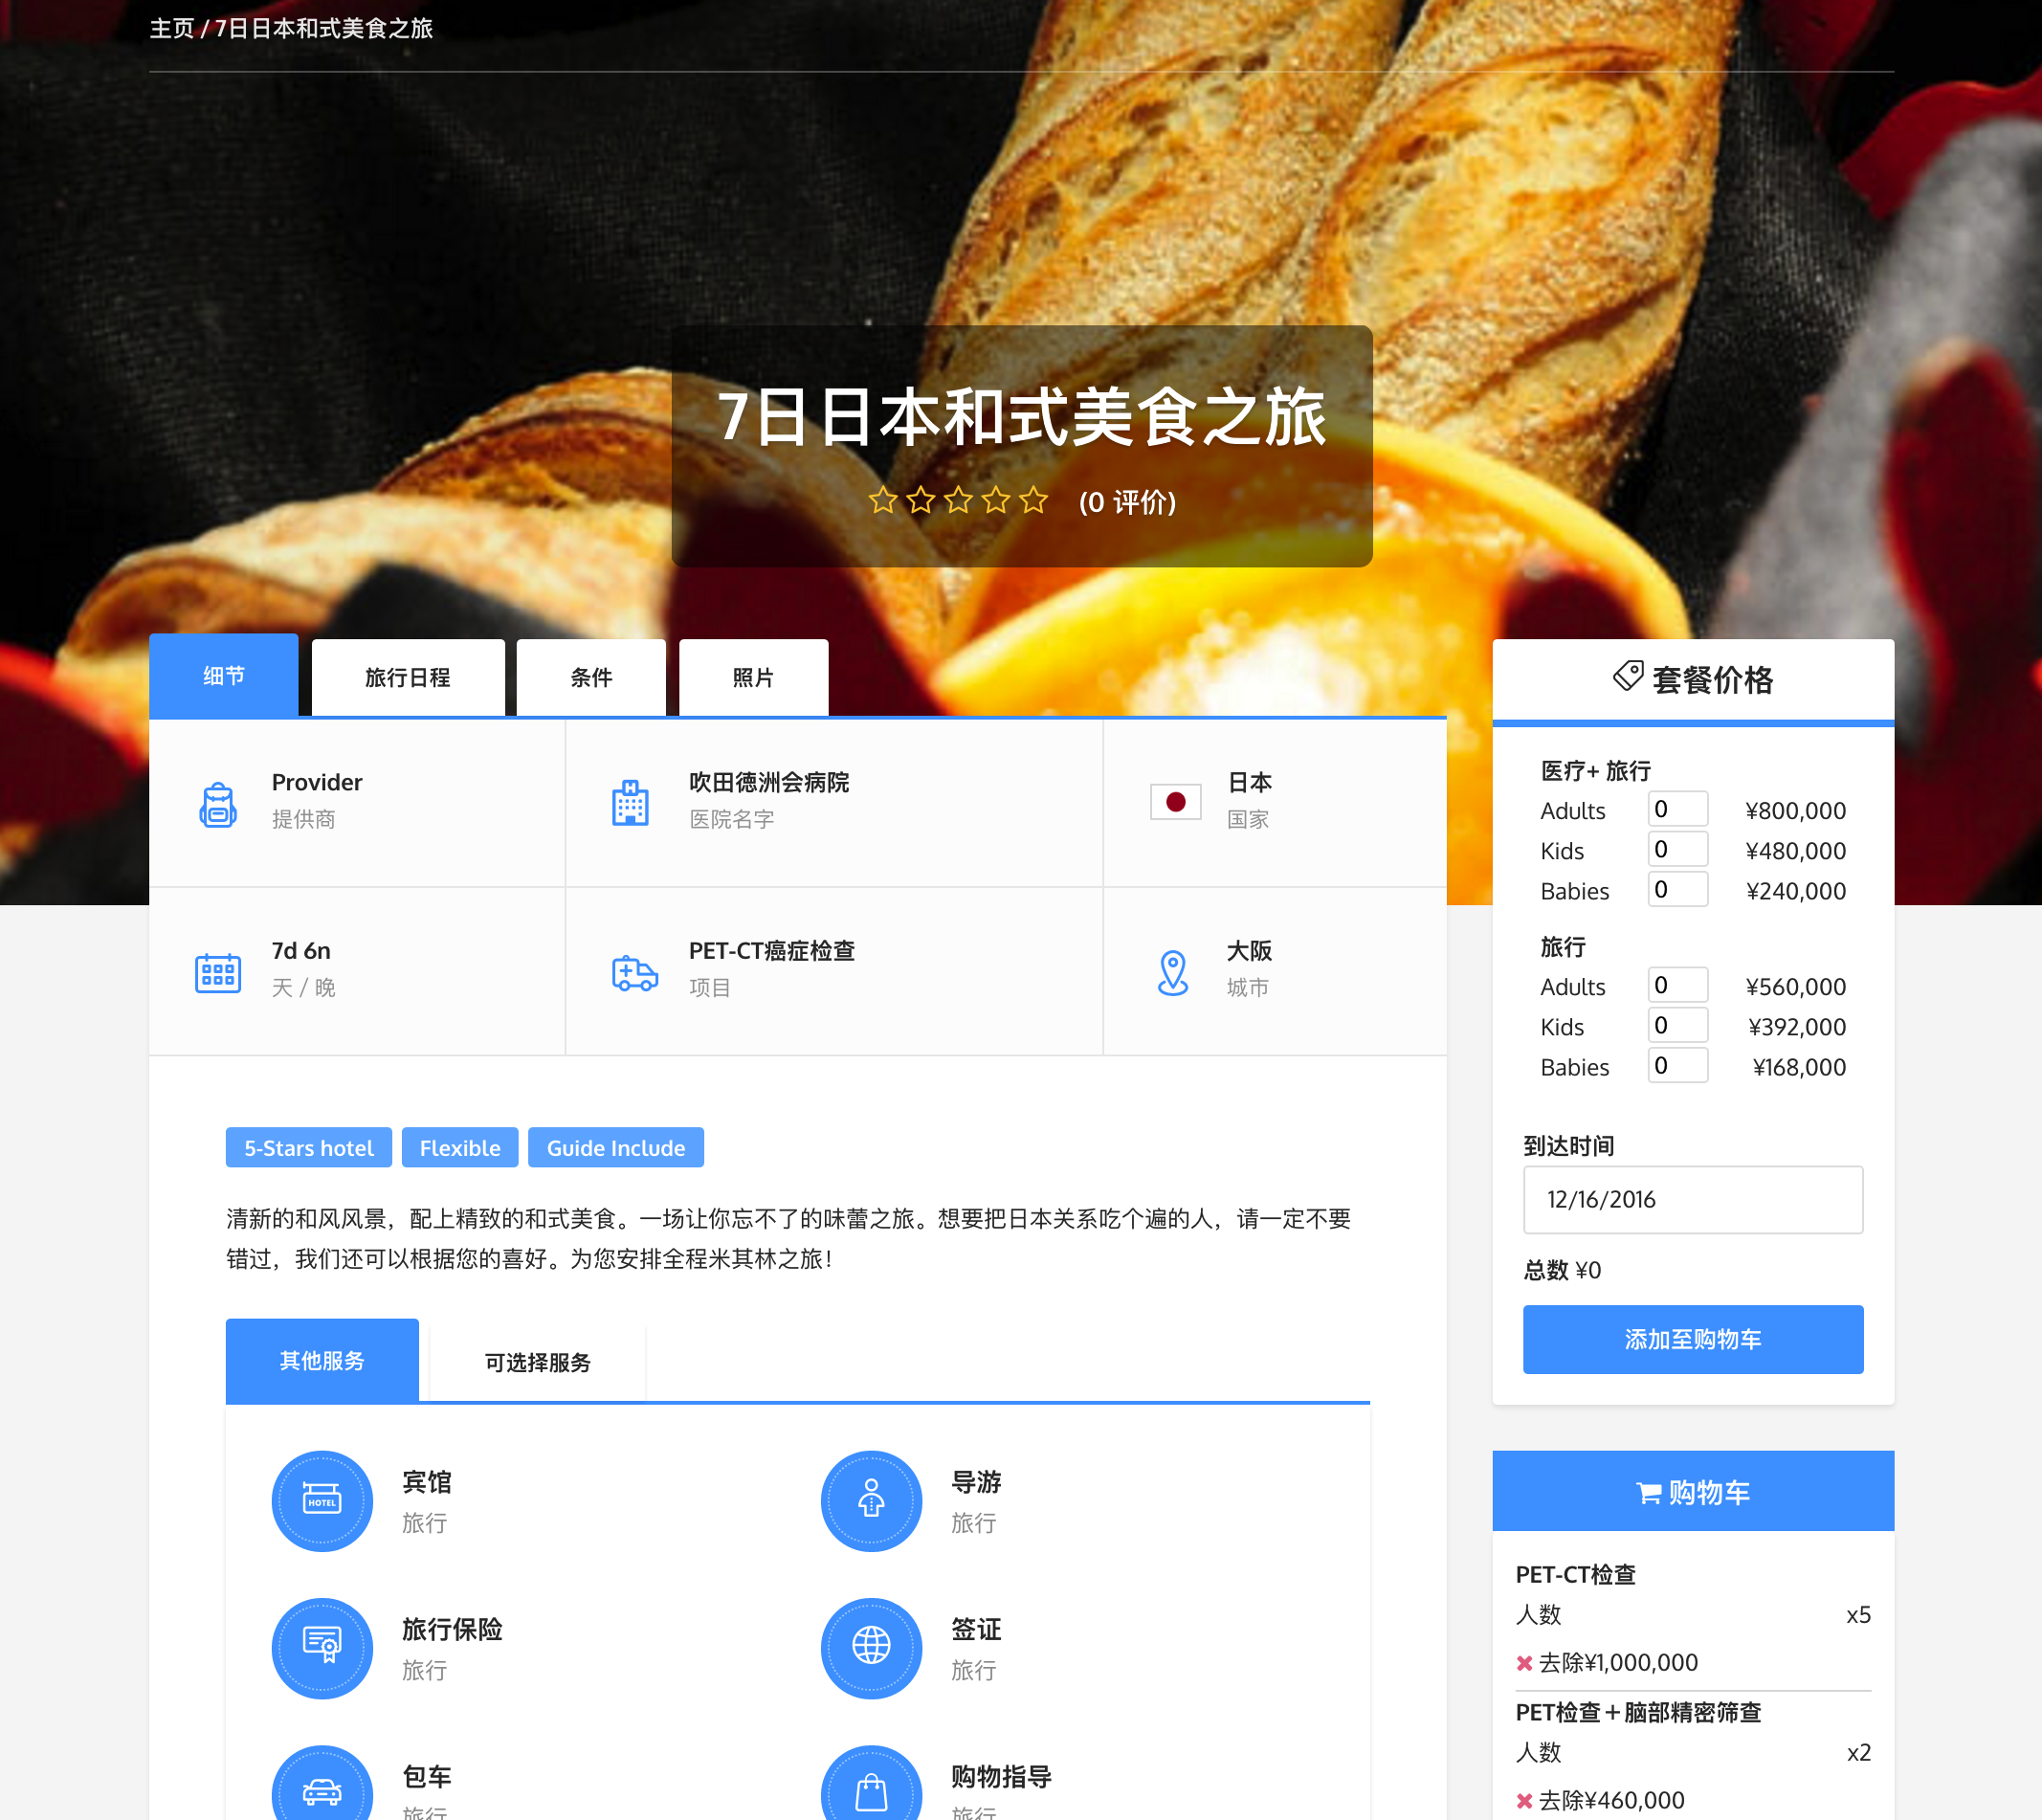 主页 / 7日日本和式美食之旅
7日日本和式美食之旅
(0 评价)
细节
旅行日程
条件
照片
Provider
提供商
吹田德洲会病院
医院名字
日本
国家
7d 6n
天 / 晚
PET-CT癌症检查
项目
大阪
城市
5-Stars hotel
Flexible
Guide Include
清新的和风风景，配上精致的和式美食。一场让你忘不了的味蕾之旅。想要把日本关系吃个遍的人，请一定不要
错过，我们还可以根据您的喜好。为您安排全程米其林之旅！
其他服务
可选择服务
HOTEL
宾馆
旅行
导游
旅行
旅行保险
旅行
签证
旅行
包车
旅行
购物指导
旅行
套餐价格
医疗+ 旅行
Adults 0 ¥800,000
Kids 0 ¥480,000
Babies 0 ¥240,000
旅行
Adults 0 ¥560,000
Kids 0 ¥392,000
Babies 0 ¥168,000
到达时间
12/16/2016
总数 ¥0
添加至购物车
购物车
PET-CT检查
人数 x5
去除¥1,000,000
PET检查＋脑部精密筛查
人数 x2
去除¥460,000